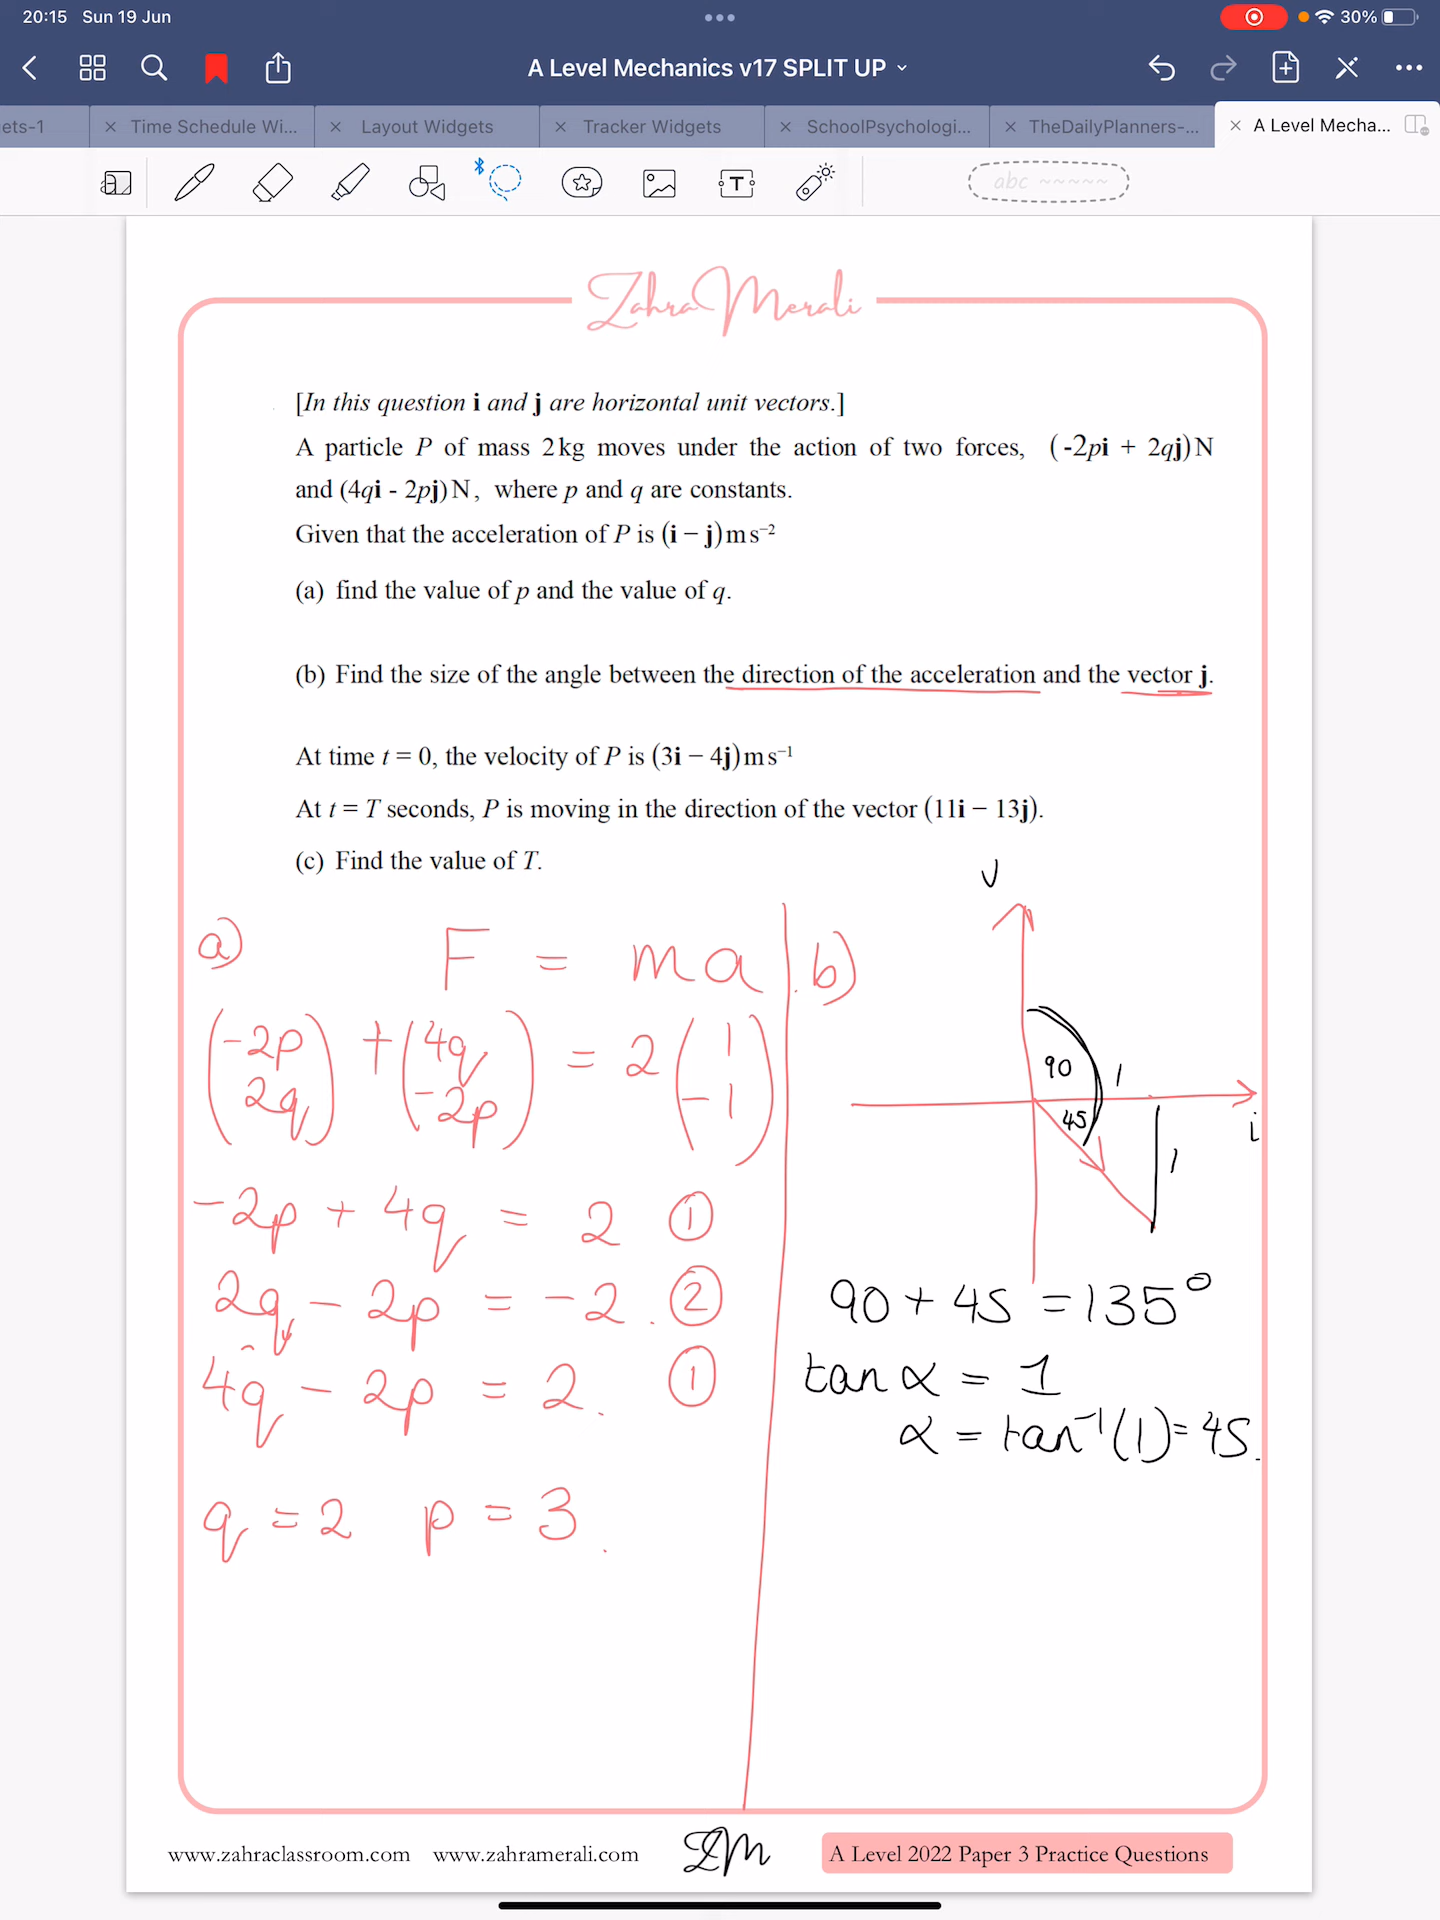 20:15 Sun 19 Jun
30%
A Level Mechanics v17 SPLIT UP
ets-1
Time Schedule Wi...
Layout Widgets
Tracker Widgets
SchoolPsychologi...
TheDailyPlanners-...
A Level Mecha...
T
abc
Zahra Merali
[In this question i and j are horizontal unit vectors.]
A particle P of mass 2 kg moves under the action of two forces, (-2pi + 2qj) N
and (4qi - 2pj) N, where p and q are constants.
Given that the acceleration of P is (i − j) m s⁻²
(a) find the value of p and the value of q.
(b) Find the size of the angle between the direction of the acceleration and the vector j.
At time t = 0, the velocity of P is (3i − 4j) m s⁻¹
At t = T seconds, P is moving in the direction of the vector (11i − 13j).
(c) Find the value of T.
a) F = ma
(-2p 2q) + (4q -2p) = 2 (1 -1)
-2p + 4q = 2 ①
2q - 2p = -2. ②
4q - 2p = 2. ①
q = 2 p = 3.
b)
90
1
45
i
1
90 + 45 = 135°
tan α = 1
α = tan⁻¹(1) = 45.
www.zahraclassroom.com www.zahramerali.com ZM A Level 2022 Paper 3 Practice Questions